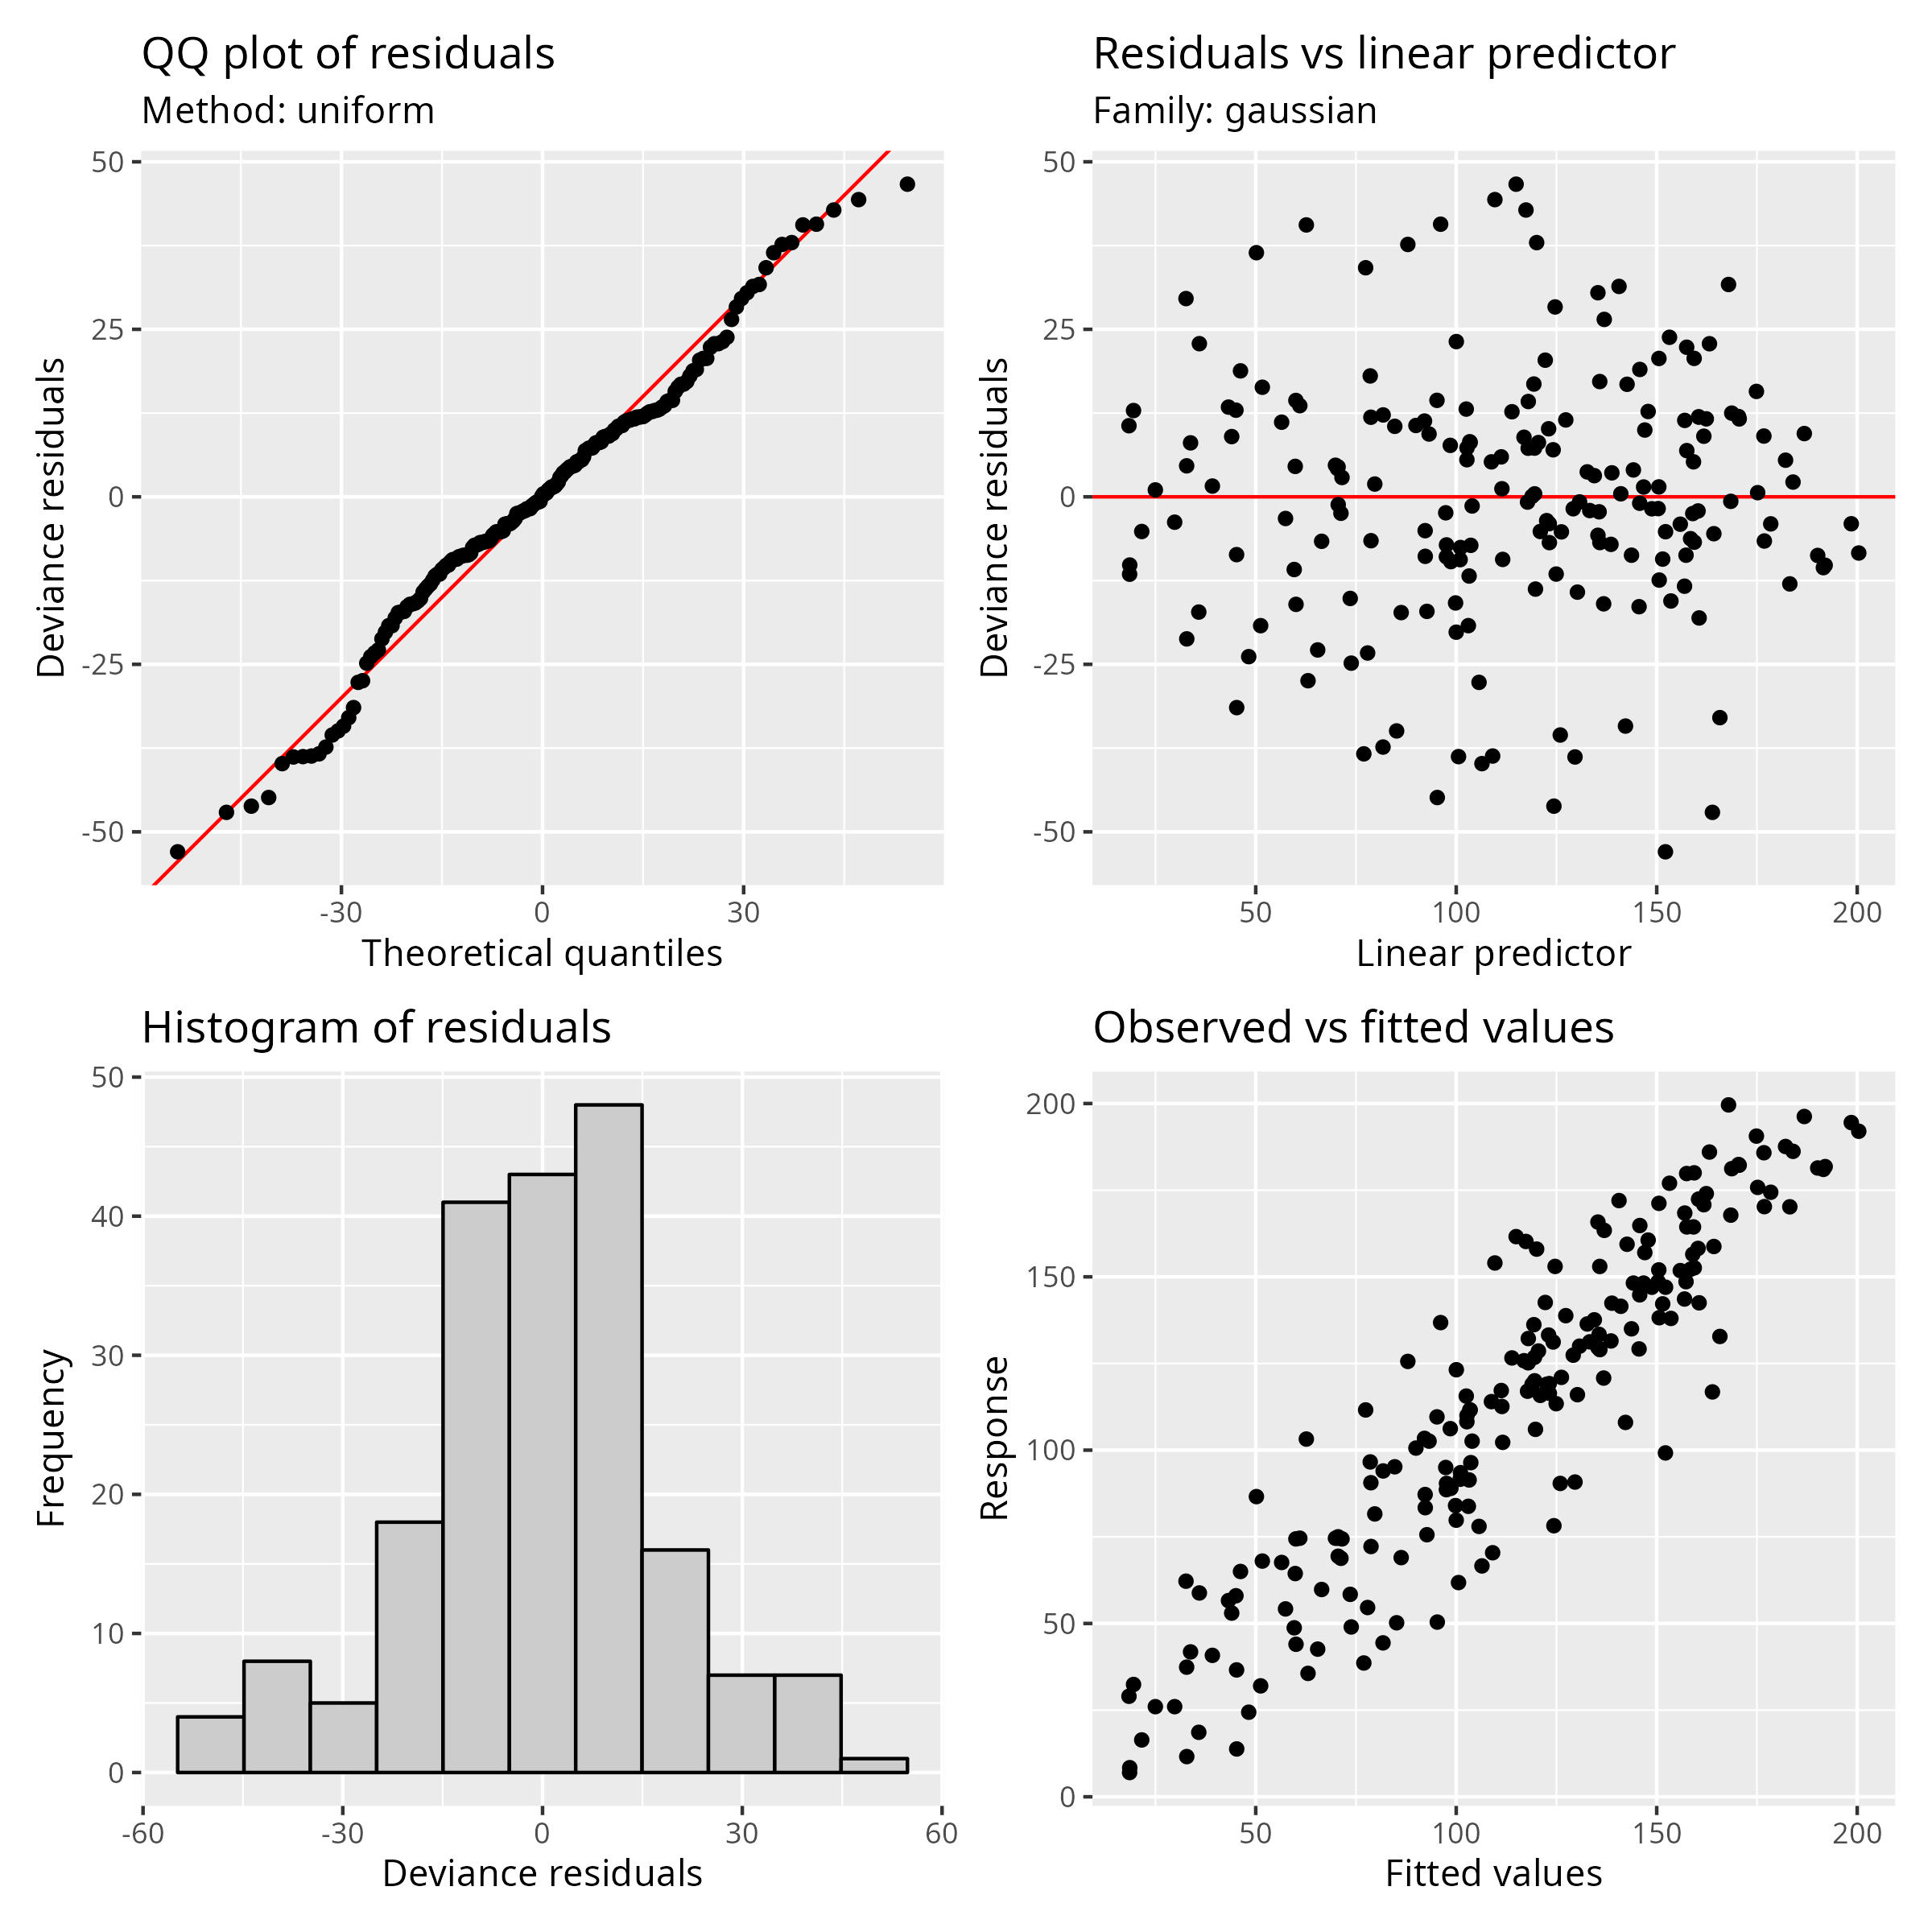 QQ plot of residuals
Method: uniform
50
25
0
-25
-50
Deviance residuals
-30
0
30
Theoretical quantiles
Residuals vs linear predictor
Family: gaussian
50
25
0
-25
-50
Deviance residuals
50
100
150
200
Linear predictor
Histogram of residuals
50
40
30
20
10
0
Frequency
-60
-30
0
30
60
Deviance residuals
Observed vs fitted values
200
150
100
50
0
Response
50
100
150
200
Fitted values